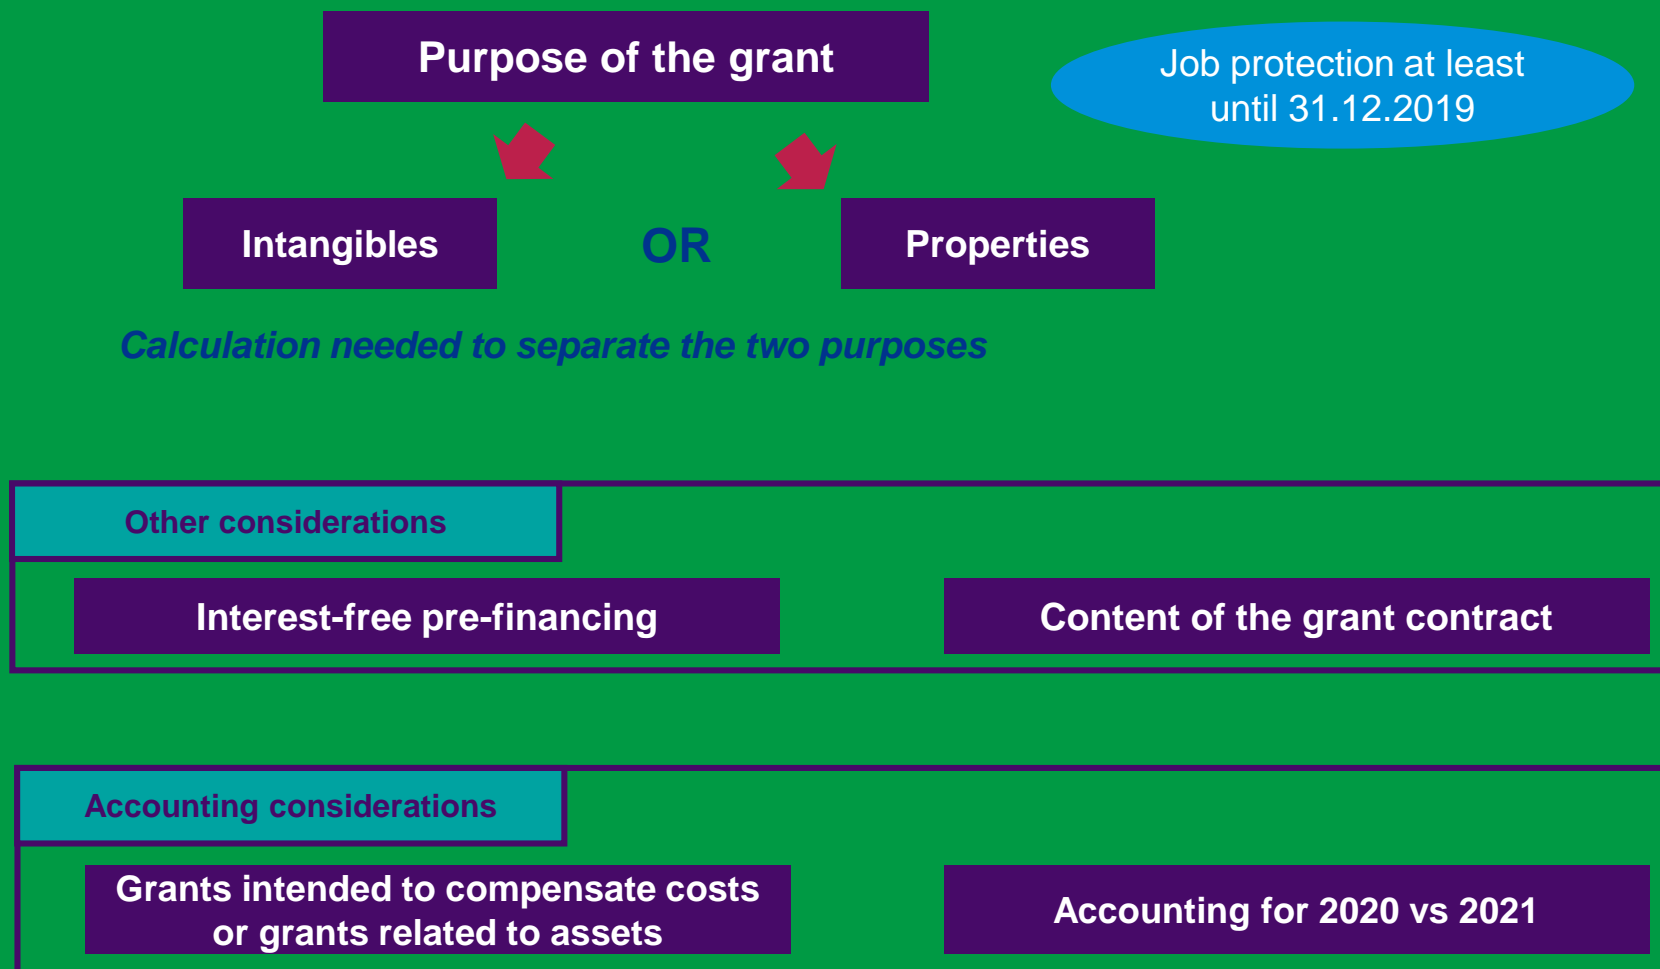 Purpose of the grant
Job protection at least
until 31.12.2019
Intangibles
OR
Properties
Calculation needed to separate the two purposes
Other considerations
Interest-free pre-financing
Content of the grant contract
Accounting considerations
Grants intended to compensate costs
or grants related to assets
Accounting for 2020 vs 2021